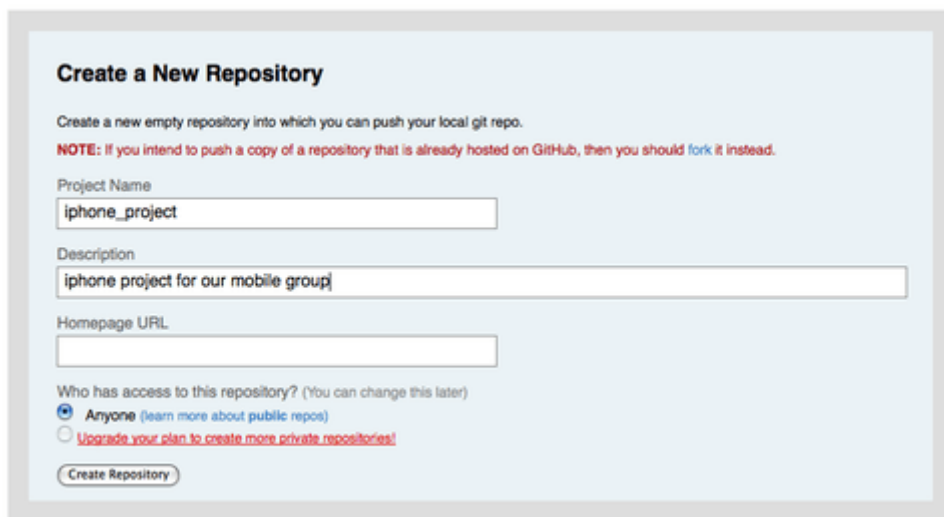 Create a New Repository
Create a new empty repository into which you can push your local git repo.
NOTE: If you intend to push a copy of a repository that is already hosted on GitHub, then you should fork it instead.
Project Name
iphone_project
Description
iphone project for our mobile group
Homepage URL
Who has access to this repository? (You can change this later)
Anyone (learn more about public repos)
Upgrade your plan to create more private repositories!
Create Repository